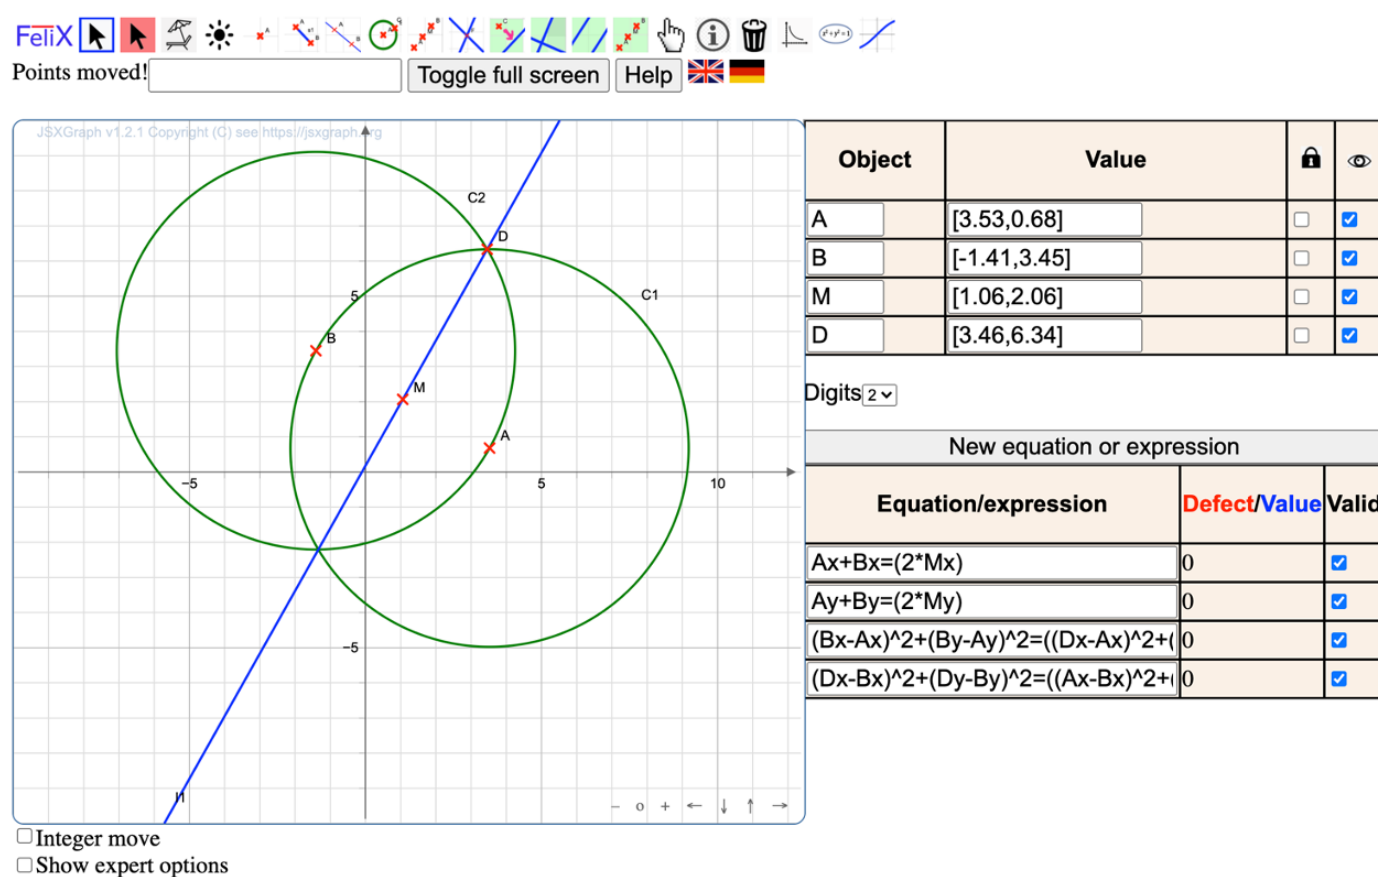 FeliX
Points moved! Toggle full screen Help
JSXGraph v1.2.1 Copyright (C) see https://jsxgraph.org
C2
D
5
C1
B
M
A
−5 5 10
−5
l1
− o + ← ↓ ↑ →
Integer move
Show expert options
Object Value
A [3.53,0.68]
B [-1.41,3.45]
M [1.06,2.06]
D [3.46,6.34]
Digits 2
New equation or expression
Equation/expression Defect/Value Valid
Ax+Bx=(2*Mx) 0
Ay+By=(2*My) 0
(Bx-Ax)^2+(By-Ay)^2=((Dx-Ax)^2+( 0
(Dx-Bx)^2+(Dy-By)^2=((Ax-Bx)^2+( 0